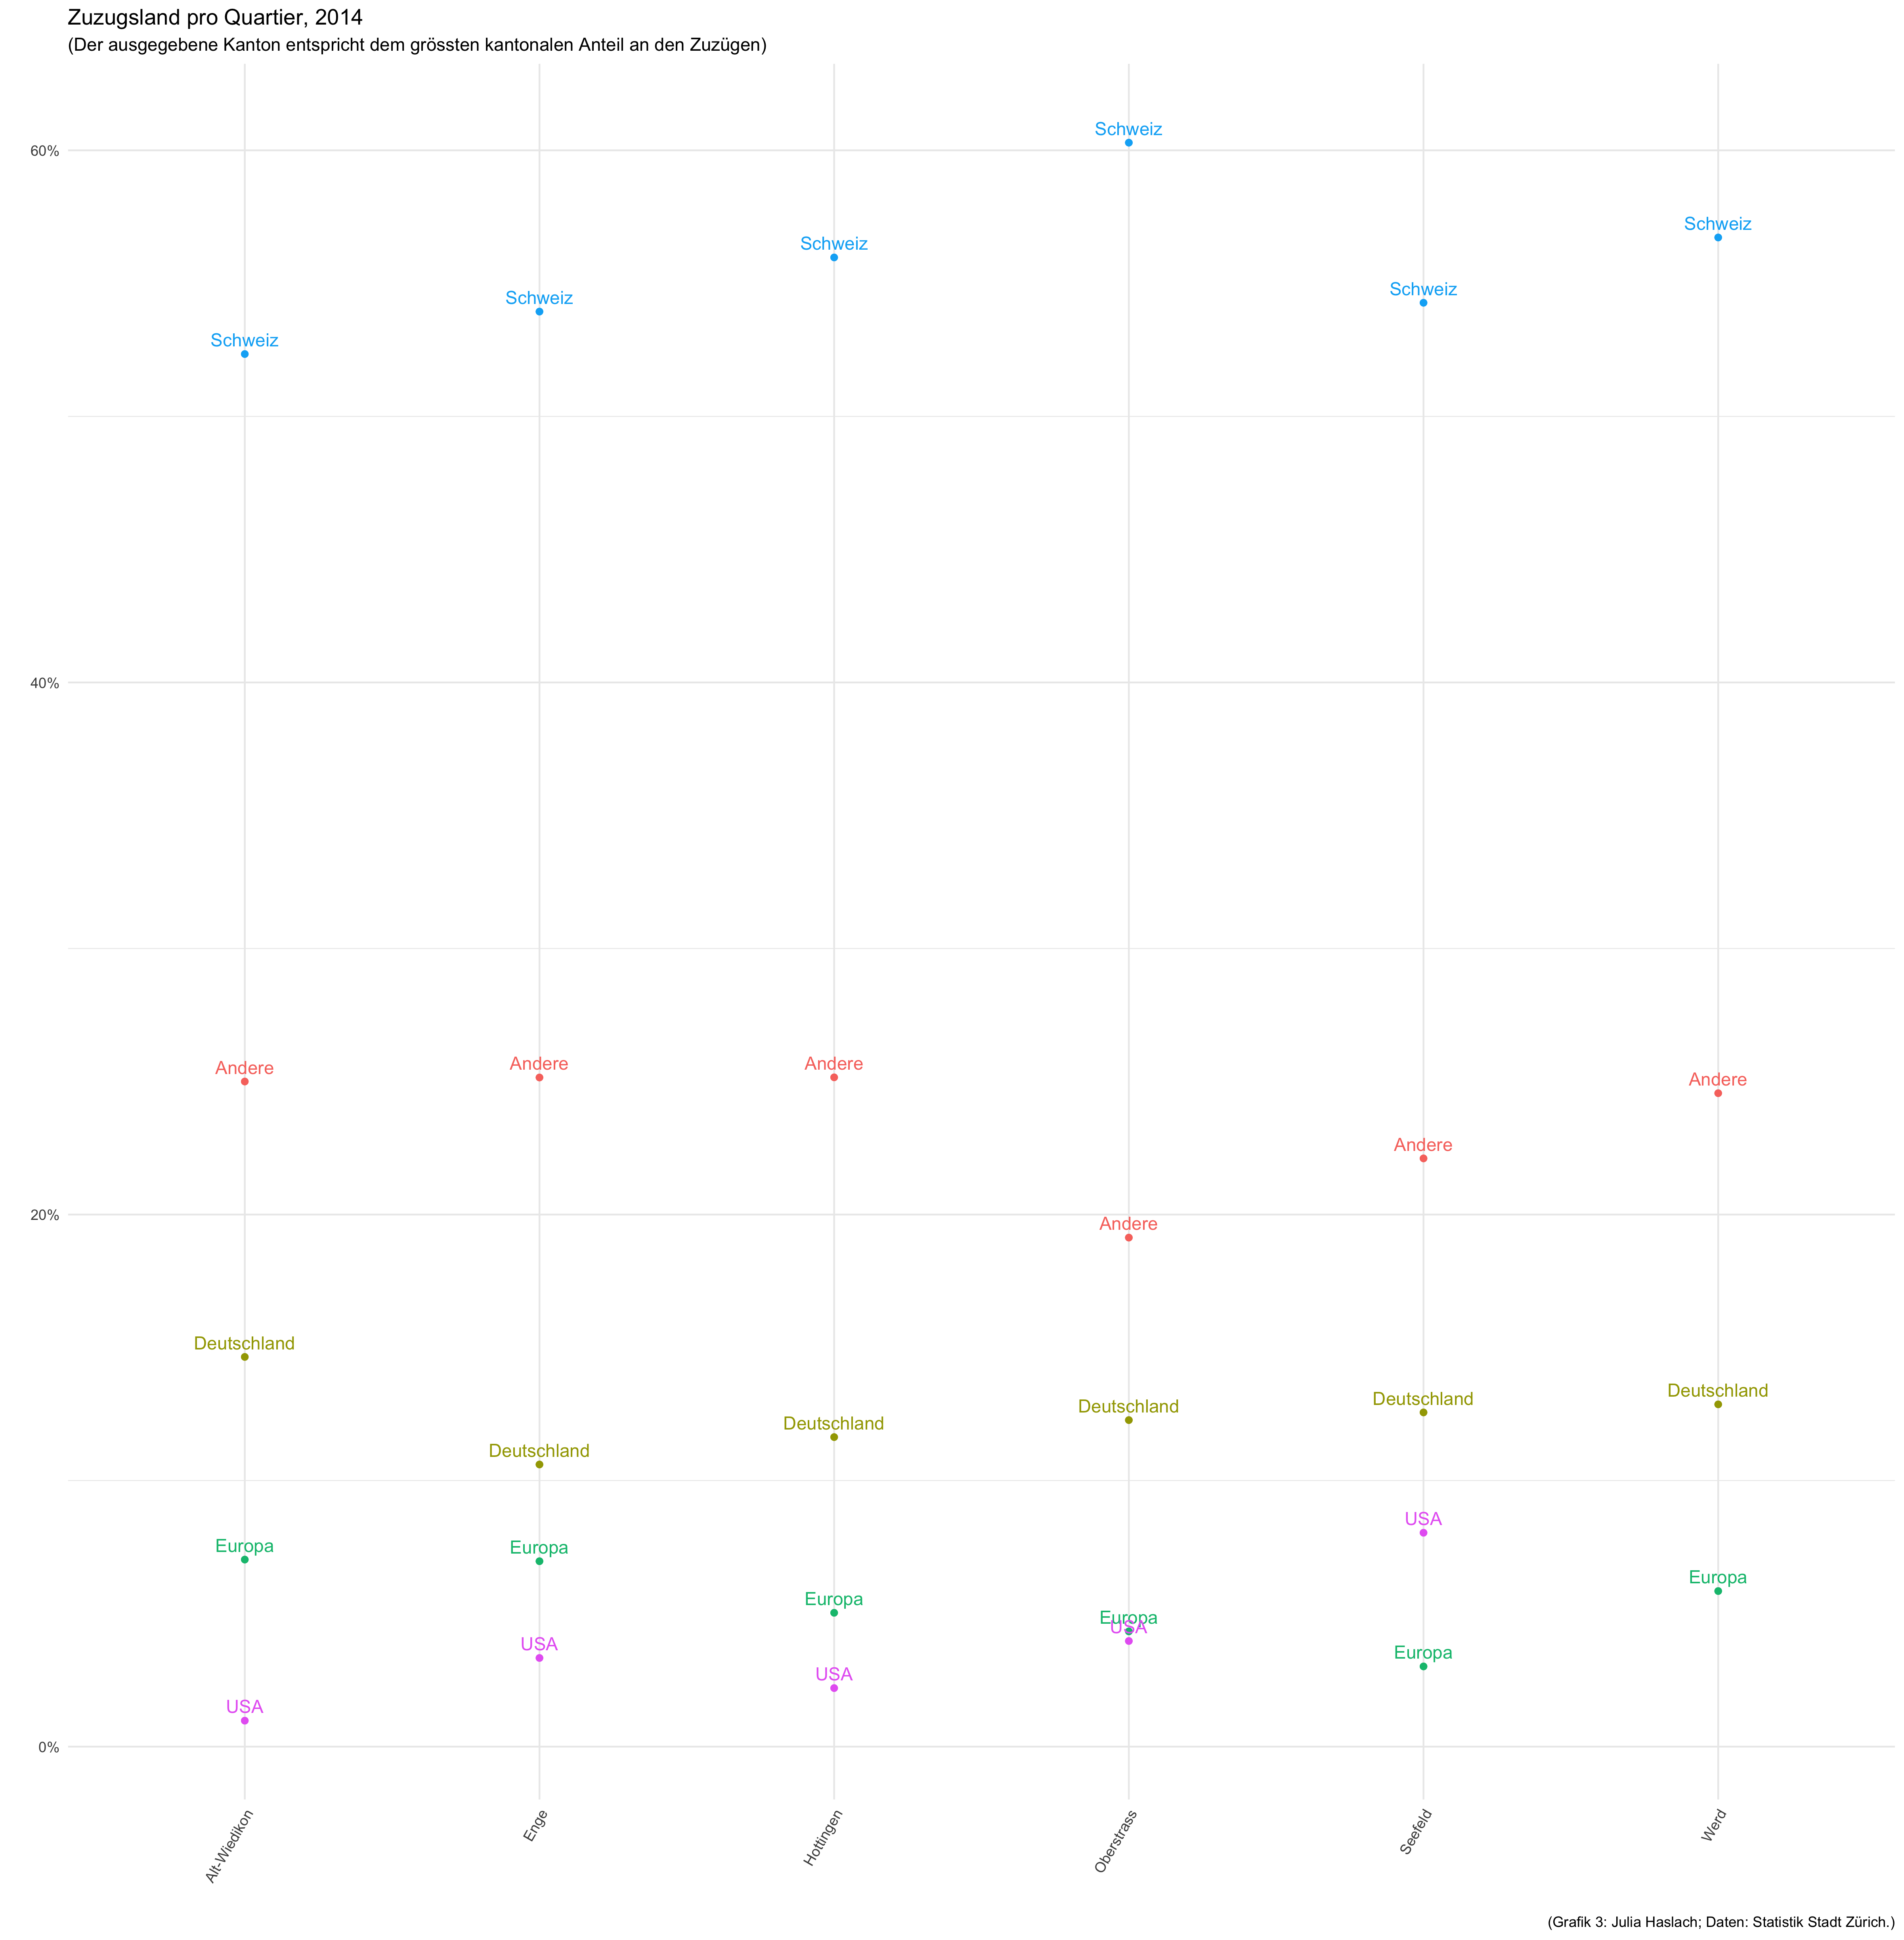 Zuzugsland pro Quartier, 2014
(Der ausgegebene Kanton entspricht dem grössten kantonalen Anteil an den Zuzügen)
Schweiz
60%
Schweiz
Schweiz
Schweiz
Schweiz
Schweiz
40%
Andere
Andere
Andere
Andere
Andere
20%
Andere
Deutschland
Deutschland
Deutschland
Deutschland
Deutschland
Deutschland
USA
Europa
Europa
Europa
Europa
Europa
USA
USA
Europa
USA
USA
0%
Alt-Wiedikon
Enge
Hottingen
Oberstrass
Seefeld
Werd
(Grafik 3: Julia Haslach; Daten: Statistik Stadt Zürich.)